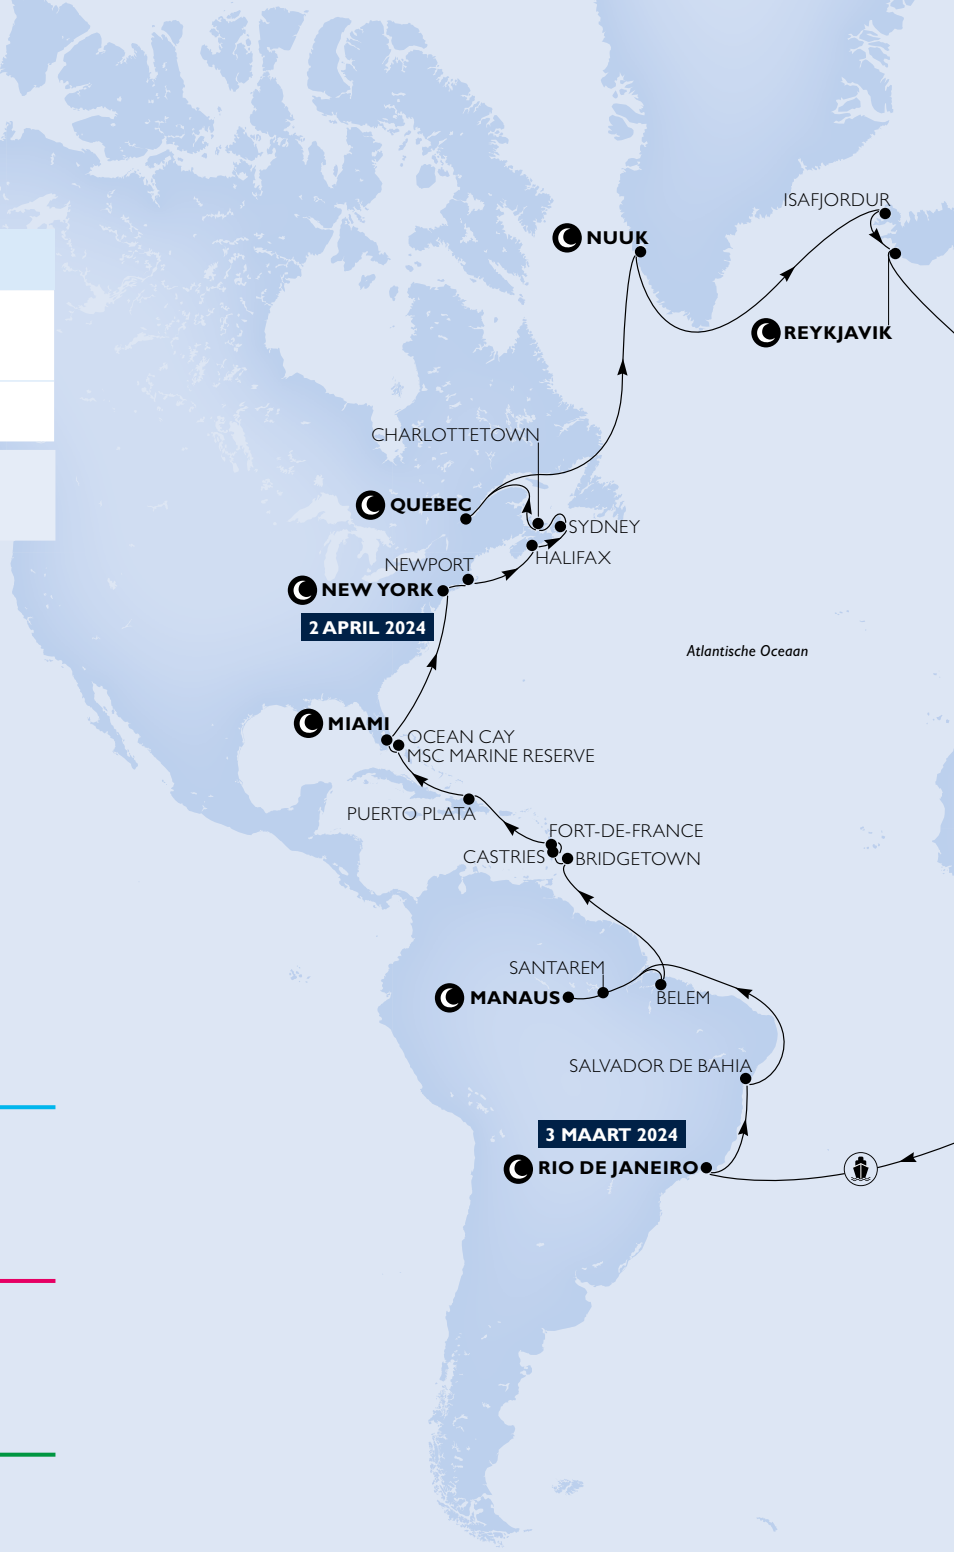 ISAFJORDUR
NUUK
REYKJAVIK
CHARLOTTETOWN
QUEBEC
SYDNEY
HALIFAX
NEWPORT
NEW YORK
2 APRIL 2024
Atlantische Oceaan
MIAMI
OCEAN CAY
MSC MARINE RESERVE
PUERTO PLATA
FORT-DE-FRANCE
CASTRIES
BRIDGETOWN
SANTAREM
MANAUS
BELEM
SALVADOR DE BAHIA
3 MAART 2024
RIO DE JANEIRO